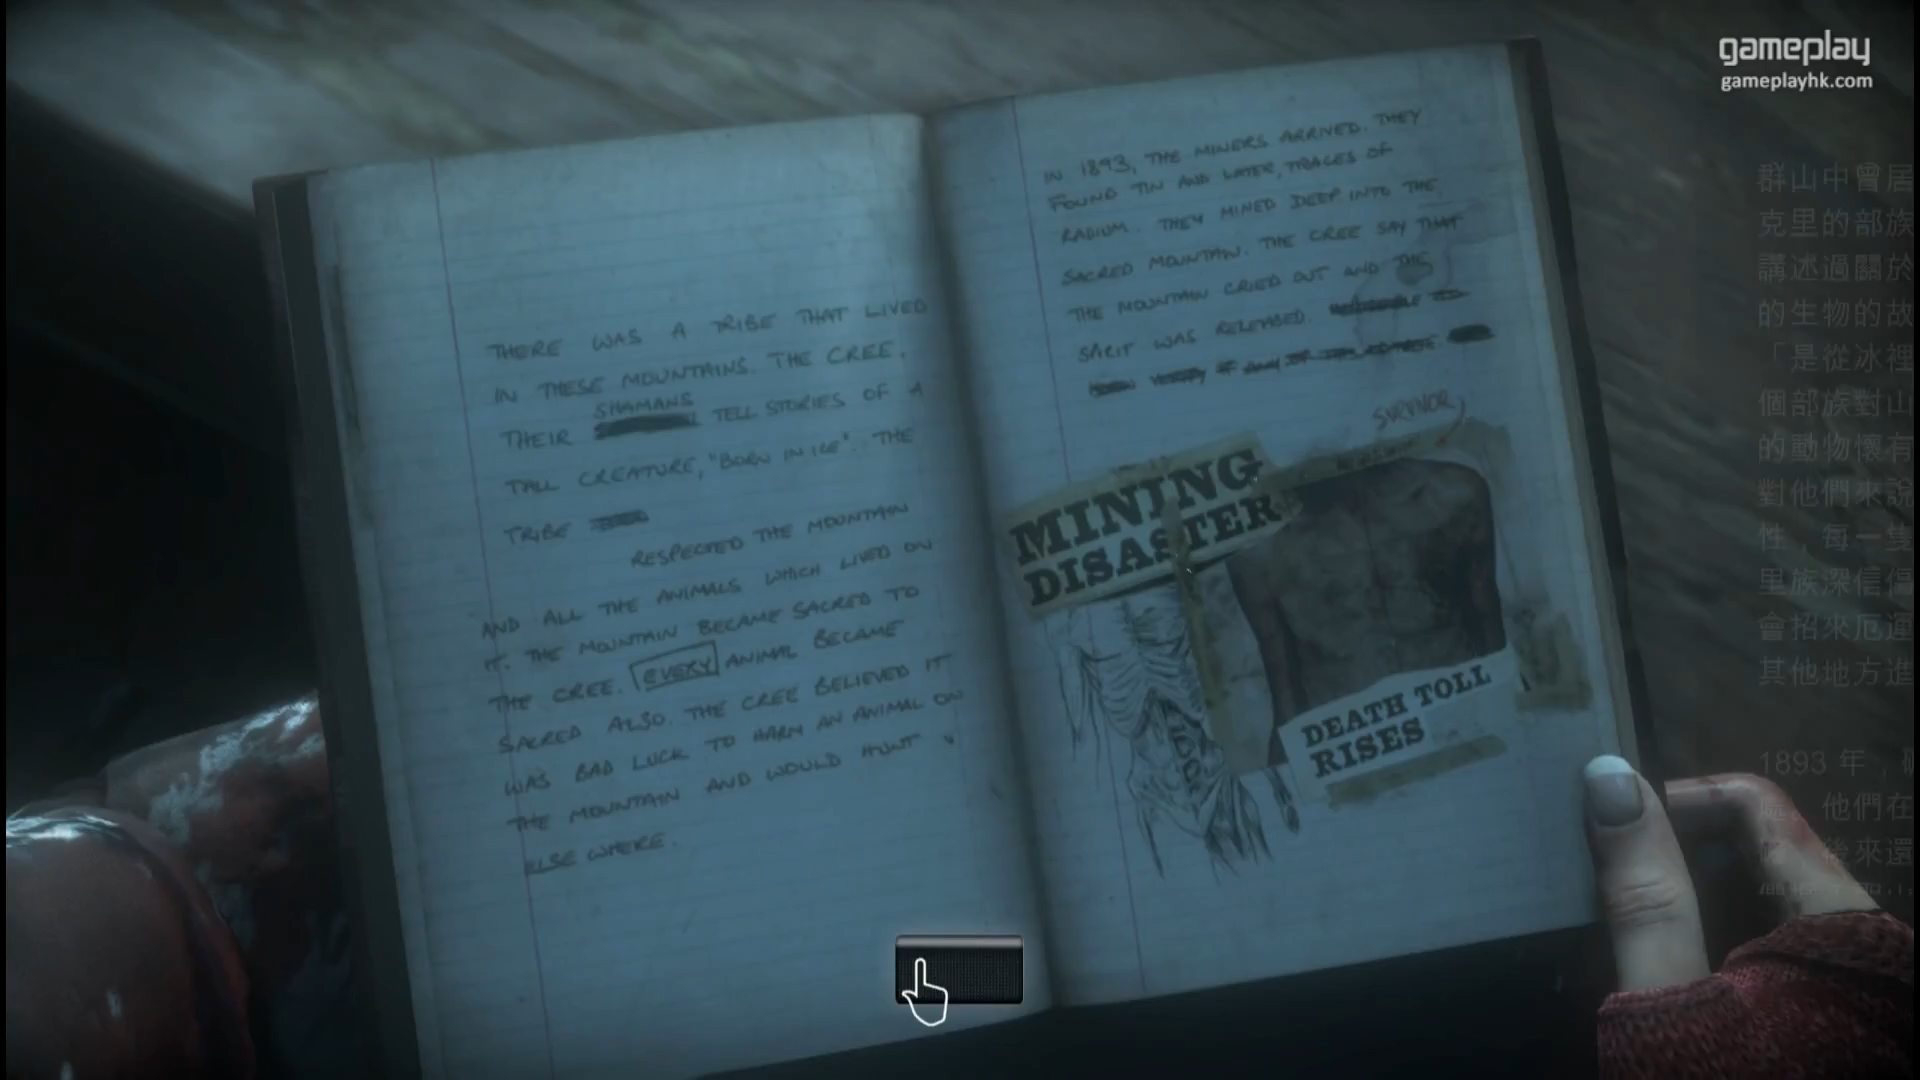 gameplay
gameplayhk.com
THERE WAS A TRIBE THAT LIVED
IN THESE MOUNTAINS. THE CREE.
SHAMANS
THEIR TELL STORIES OF A
TALL CREATURE, "BORN IN ICE". THE
TRIBE
RESPECTED THE MOUNTAIN
AND ALL THE ANIMALS WHICH LIVED ON
IT. THE MOUNTAIN BECAME SACRED TO
THE CREE. EVERY ANIMAL BECAME
SACRED ALSO. THE CREE BELIEVED IT
WAS BAD LUCK TO HARM AN ANIMAL ON
THE MOUNTAIN AND WOULD HUNT
ELSE WHERE.
IN 1893, THE MINERS ARRIVED. THEY
FOUND TIN AND LATER, TRACES OF
RADIUM. THEY MINED DEEP INTO THE
SACRED MOUNTAIN. THE CREE SAY THAT
THE MOUNTAIN CRIED OUT AND THE
SPIRIT WAS RELEASED.
SURVIVOR
MINING
DISASTER
DEATH TOLL
RISES
群山中曾居
克里的部族
講述過關於
的生物的故
「是從冰裡
個部族對山
的動物懷有
對他們來說
性，每一隻
里族深信傷
會招來厄運
其他地方進
1893 年，
他們在
後來還